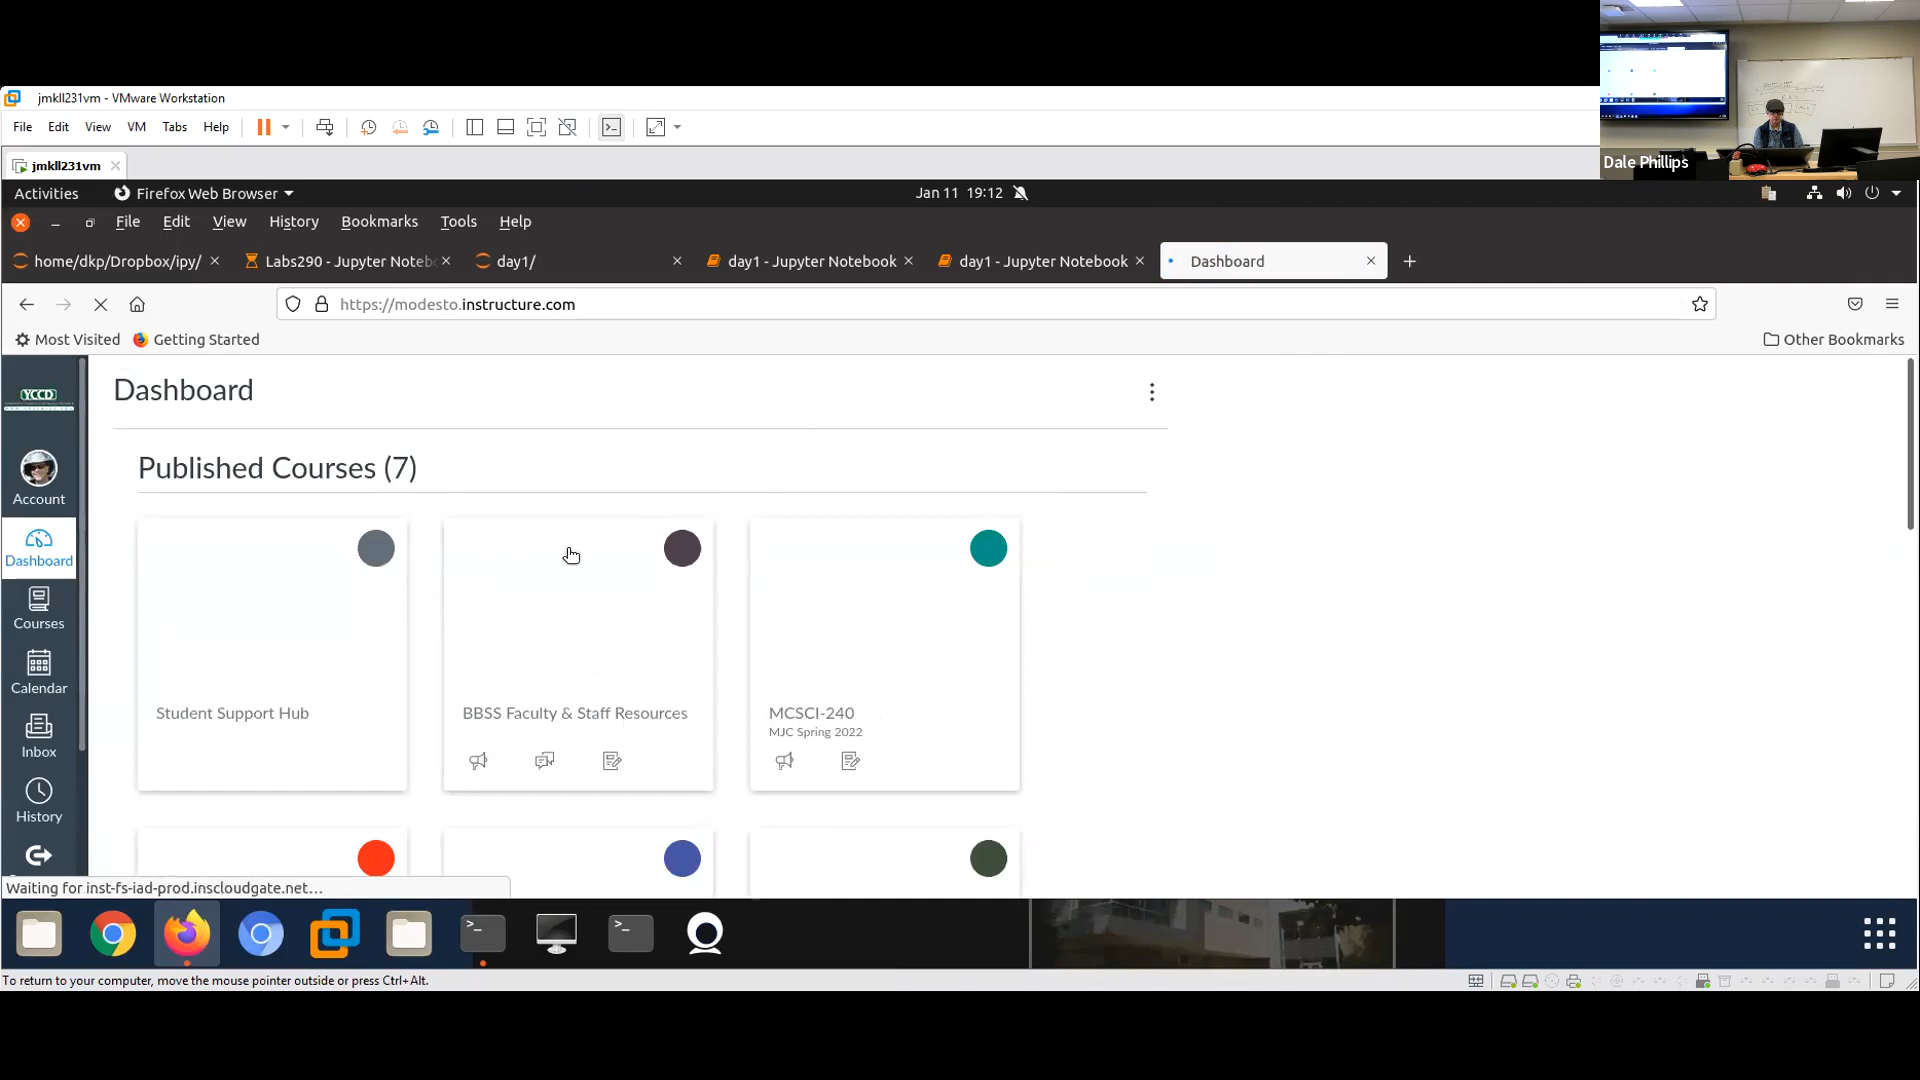 jmkll231vm - VMware Workstation
File Edit View VM Tabs Help
jmkll231vm
Dale Phillips
Activities Firefox Web Browser Jan 11 19:12
File Edit View History Bookmarks Tools Help
home/dkp/Dropbox/ipy/ Labs290 - Jupyter Noteb day1/ day1 - Jupyter Notebook day1 - Jupyter Notebook Dashboard
https://modesto.instructure.com
Most Visited Getting Started Other Bookmarks
YCCD
Dashboard
Published Courses (7)
Account
Dashboard
Courses
Calendar
Inbox
History
Student Support Hub
BBSS Faculty & Staff Resources
MCSCI-240
MJC Spring 2022
Waiting for inst-fs-iad-prod.inscloudgate.net...
To return to your computer, move the mouse pointer outside or press Ctrl+Alt.